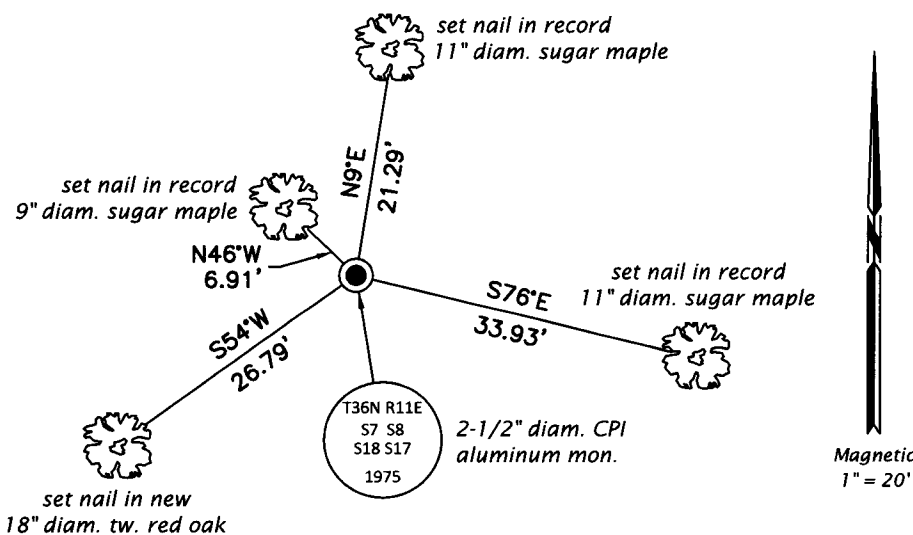 set nail in record
11" diam. sugar maple
N9°E
21.29'
set nail in record
9" diam. sugar maple
N46°W
6.91'
set nail in record
11" diam. sugar maple
S76°E
33.93'
S54°W
26.79'
T36N R11E
S7 S8
S18 S17
1975
2-1/2" diam. CPI
aluminum mon.
set nail in new
18" diam. tw. red oak
N
Magnetic
1" = 20'